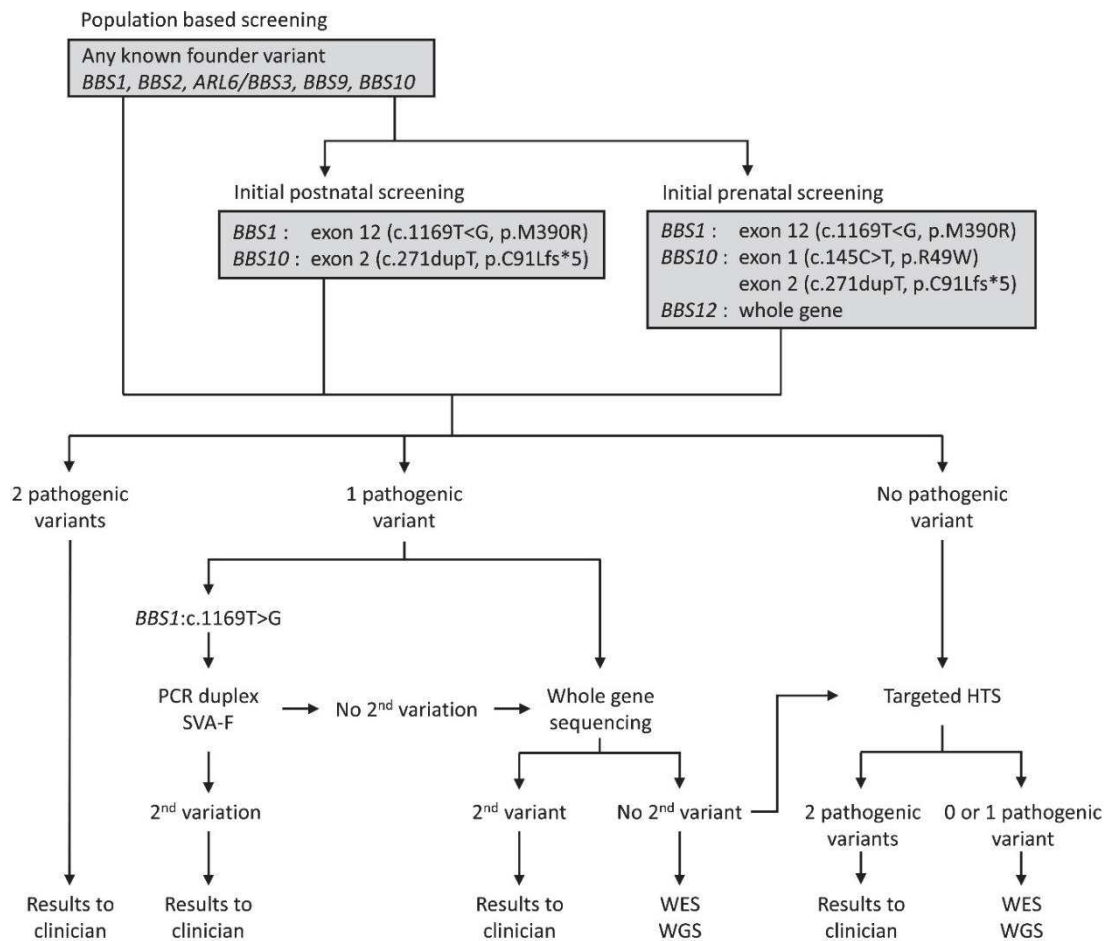 Population based screening
Any known founder variant
BBS1, BBS2, ARL6/BBS3, BBS9, BBS10
Initial postnatal screening
BBS1 : exon 12 (c.1169T<G, p.M390R)
BBS10 : exon 2 (c.271dupT, p.C91Lfs*5)
Initial prenatal screening
BBS1 : exon 12 (c.1169T<G, p.M390R)
BBS10 : exon 1 (c.145C>T, p.R49W)
exon 2 (c.271dupT, p.C91Lfs*5)
BBS12 : whole gene
2 pathogenic
variants
1 pathogenic
variant
No pathogenic
variant
BBS1:c.1169T>G
PCR duplex
SVA-F
No 2nd variation
Whole gene
sequencing
Targeted HTS
2nd variation
2nd variant
No 2nd variant
2 pathogenic
variants
0 or 1 pathogenic
variant
Results to
clinician
Results to
clinician
Results to
clinician
WES
WGS
Results to
clinician
WES
WGS